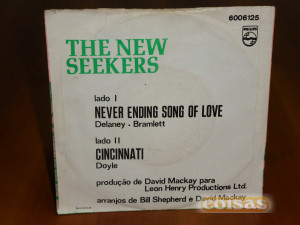 6006125
PHILIPS
THE NEW
SEEKERS
lado I
NEVER ENDING SONG OF LOVE
Delaney - Bramlett
lado II
CINCINNATI
Doyle
produção de David Mackay para
Leon Henry Productions Ltd.
arranjos de Bill Shepherd e David Mackay
coisas